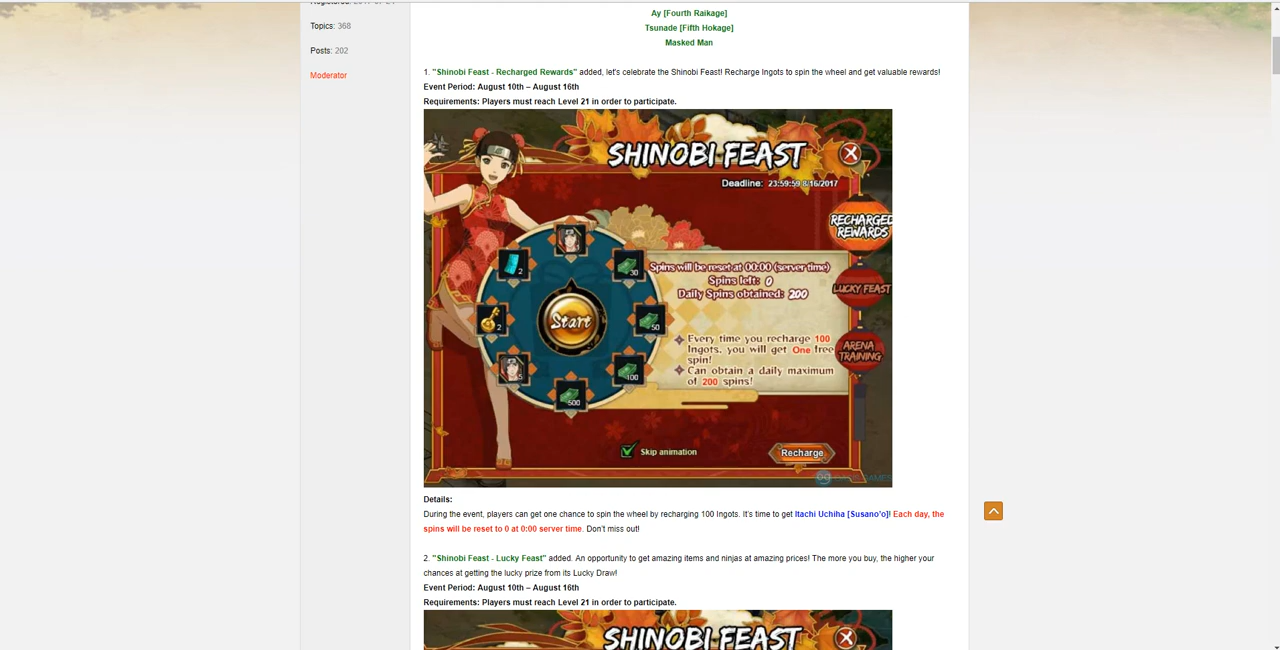 Topics: 368
Posts: 202
Moderator
Ay [Fourth Raikage]
Tsunade [Fifth Hokage]
Masked Man
1. "Shinobi Feast - Recharged Rewards" added, let's celebrate the Shinobi Feast! Recharge Ingots to spin the wheel and get valuable rewards!
Event Period: August 10th – August 16th
Requirements: Players must reach Level 21 in order to participate.
SHINOBI FEAST
Deadline: 23:59:59 8/16/2017
RECHARGED
REWARDS
2
30
Spins will be reset at 00:00 (server time)
Spins left: 0
Daily Spins obtained: 200
LUCKY FEAST
2
Start
50
Every time you recharge 100
Ingots, you will get One free
spin!
ARENA
TRAINING
5
100
Can obtain a daily maximum
of 200 spins!
500
Skip animation
Recharge
Details:
During the event, players can get one chance to spin the wheel by recharging 100 Ingots. It's time to get Itachi Uchiha [Susano'o]! Each day, the
spins will be reset to 0 at 0:00 server time. Don't miss out!
2. "Shinobi Feast - Lucky Feast" added. An opportunity to get amazing items and ninjas at amazing prices! The more you buy, the higher your
chances at getting the lucky prize from its Lucky Draw!
Event Period: August 10th – August 16th
Requirements: Players must reach Level 21 in order to participate.
SHINOBI FEAST